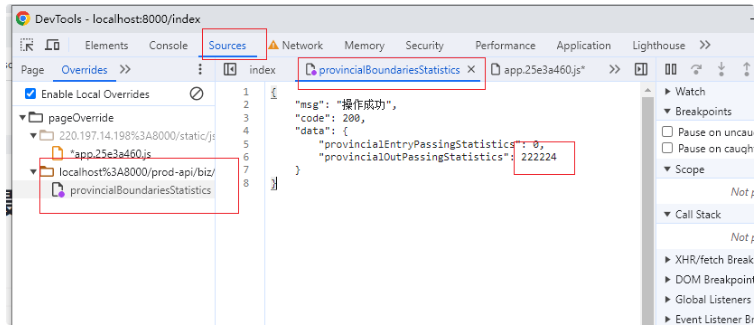 DevTools - localhost:8000/index
Elements Console Sources Network Memory Security Performance Application Lighthouse
Page Overrides
index provincialBoundariesStatistics × app.25e3a460.js*
Enable Local Overrides
pageOverride
220.197.14.198%3A8000/static/js
*app.25e3a460.js
localhost%3A8000/prod-api/biz/
provincialBoundariesStatistics
1 {
2 "msg": "操作成功",
3 "code": 200,
4 "data": {
5 "provincialEntryPassingStatistics": 0,
6 "provincialOutPassingStatistics": 222224
7 }
8 }
Watch
Breakpoints
Pause on uncau
Pause on caugh
Scope
Not p
Call Stack
Not p
XHR/fetch Break
DOM Breakpoint
Global Listeners
Event Listener Br